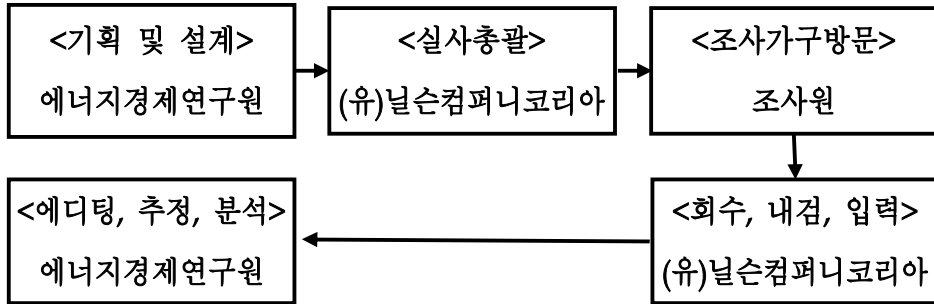 <기획 및 설계>
에너지경제연구원
<실사총괄>
(유)닐슨컴퍼니코리아
<조사가구방문>
조사원
<회수, 내검, 입력>
(유)닐슨컴퍼니코리아
<에디팅, 추정, 분석>
에너지경제연구원